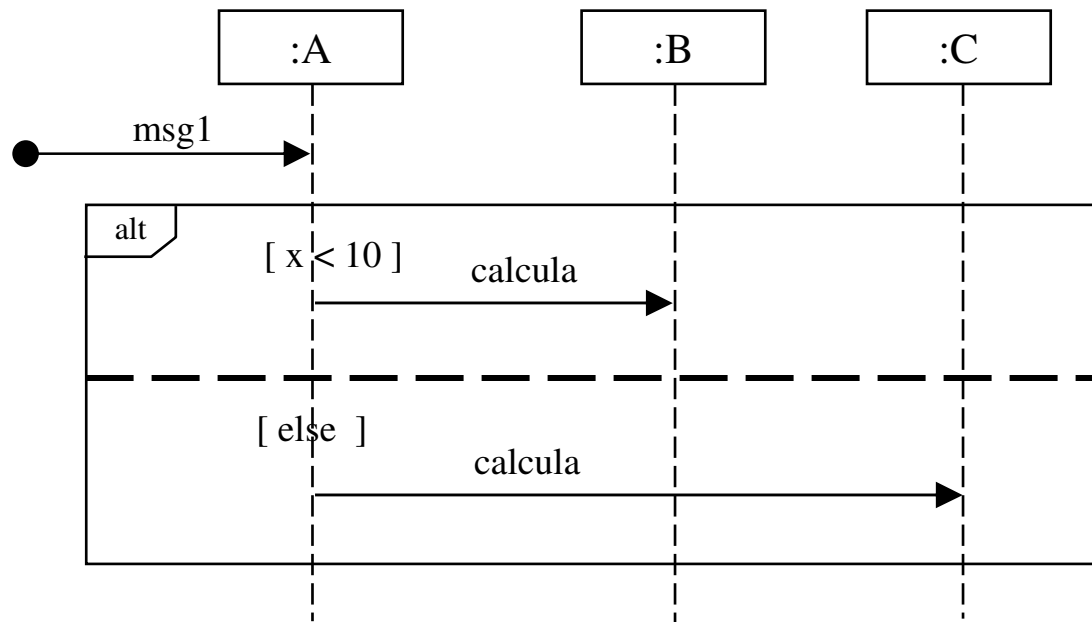 :A
:B
:C
msg1
alt
[ x < 10 ]
calcula
[ else ]
calcula